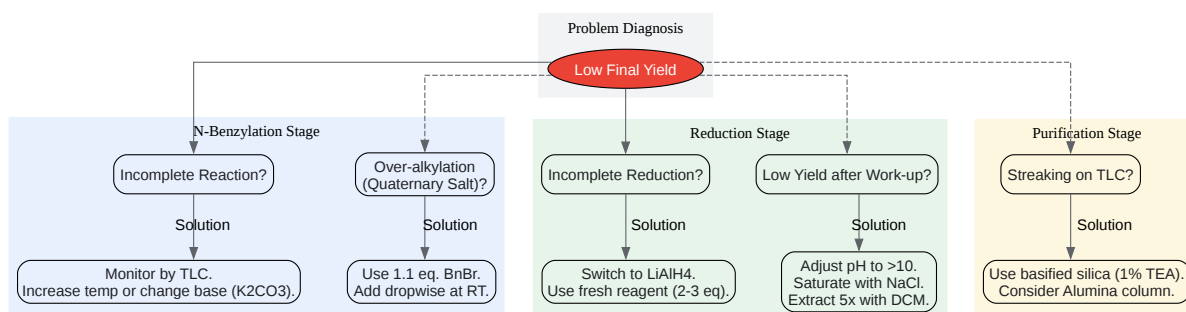 Problem Diagnosis
Low Final Yield
N-Benzylation Stage
Incomplete Reaction?
Over-alkylation
(Quaternary Salt)?
Solution
Solution
Monitor by TLC.
Increase temp or change base (K2CO3).
Use 1.1 eq. BnBr.
Add dropwise at RT.
Reduction Stage
Incomplete Reduction?
Low Yield after Work-up?
Solution
Solution
Switch to LiAlH4.
Use fresh reagent (2-3 eq).
Adjust pH to >10.
Saturate with NaCl.
Extract 5x with DCM.
Purification Stage
Streaking on TLC?
Solution
Use basified silica (1% TEA).
Consider Alumina column.